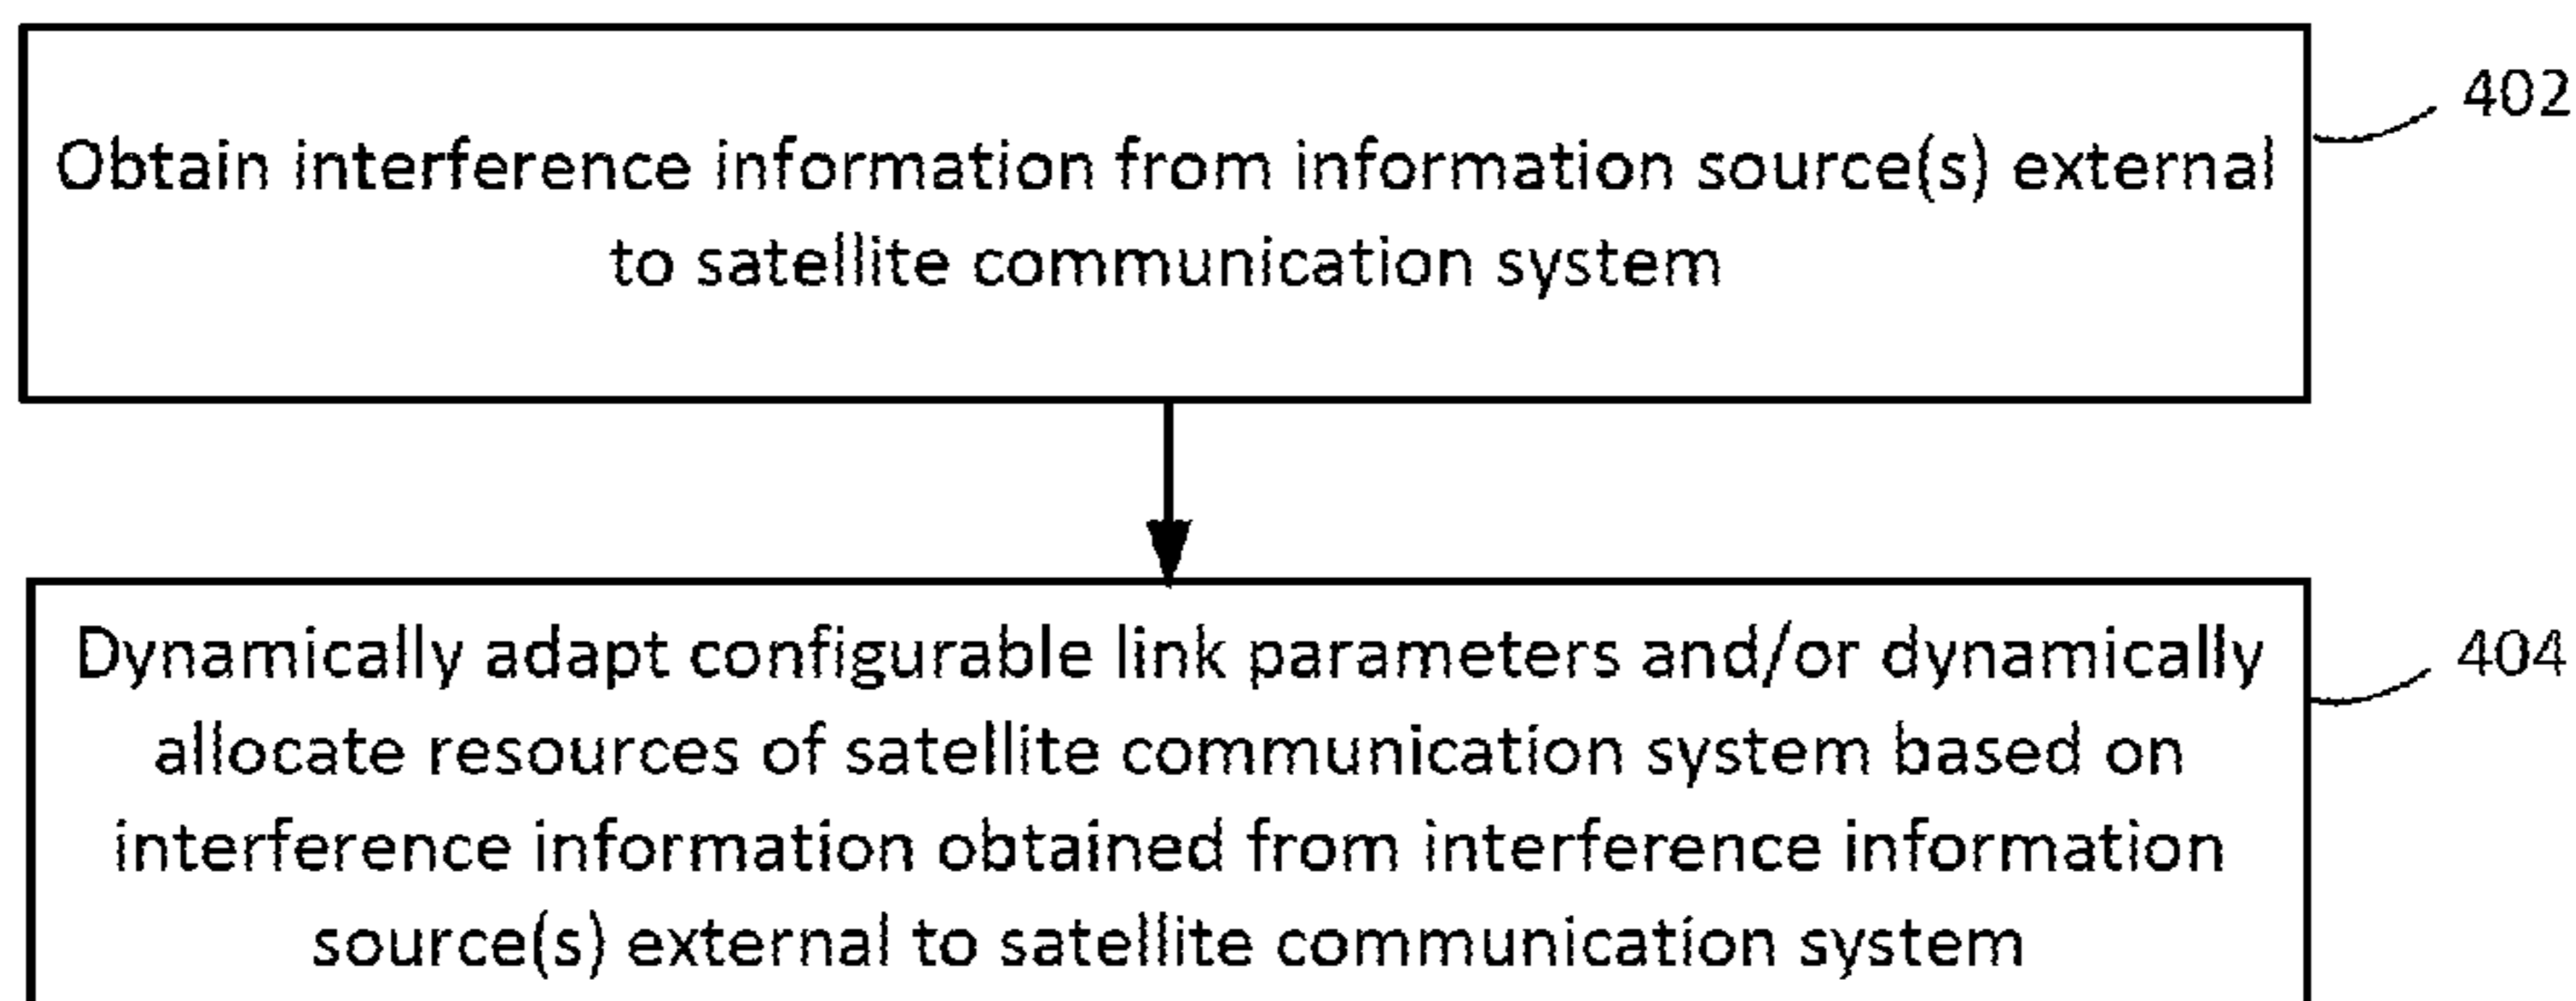 402
Obtain interference information from information source(s) external
to satellite communication system
404
Dynamically adapt configurable link parameters and/or dynamically
allocate resources of satellite communication system based on
interference information obtained from interference information
source(s) external to satellite communication system